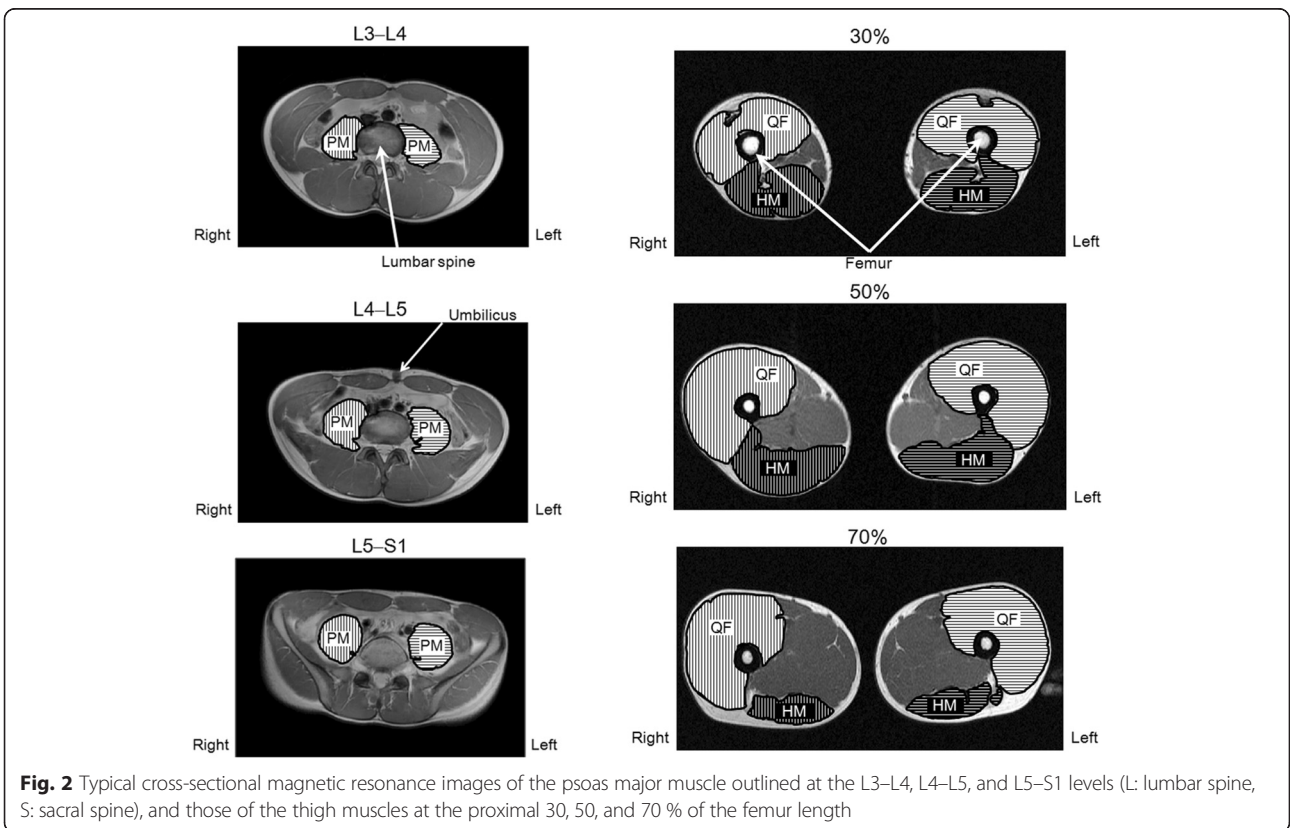 L3–L4
PM
PM
Right
Left
Lumbar spine
L4–L5
Umbilicus
PM
PM
Right
Left
L5–S1
PM
PM
Right
Left
30%
QF
QF
HM
HM
Right
Left
Femur
50%
QF
QF
HM
HM
Right
Left
70%
QF
QF
HM
HM
Right
Left
Fig. 2 Typical cross-sectional magnetic resonance images of the psoas major muscle outlined at the L3–L4, L4–L5, and L5–S1 levels (L: lumbar spine,
S: sacral spine), and those of the thigh muscles at the proximal 30, 50, and 70 % of the femur length